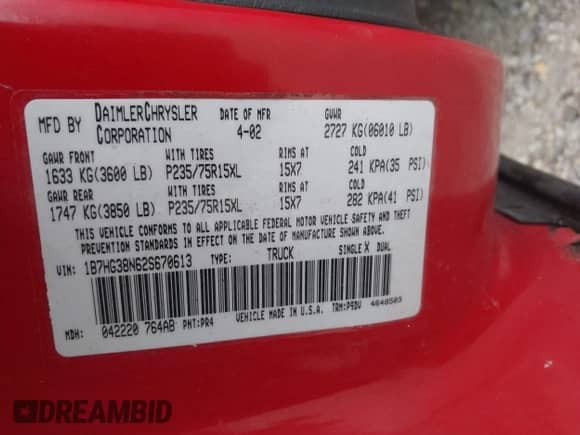 MFD BY DAIMLERCHRYSLER CORPORATION DATE OF MFR 4-02 GVWR 2727 KG(06010 LB)
GAWR FRONT WITH TIRES RIMS AT COLD
1633 KG(3600 LB) P235/75R15XL 15X7 241 KPA(35 PSI)
GAWR REAR WITH TIRES RIMS AT COLD
1747 KG(3850 LB) P235/75R15XL 15X7 282 KPA(41 PSI)
THIS VEHICLE CONFORMS TO ALL APPLICABLE FEDERAL MOTOR VEHICLE SAFETY AND THEFT
PREVENTION STANDARDS IN EFFECT ON THE DATE OF MANUFACTURE SHOWN ABOVE.
VIN: 1B7HG38N62S670613 TYPE: TRUCK SINGLE X DUAL
MDH: 042220 764AB PNT:PR4 VEHICLE MADE IN U.S.A. TRM:P5DV 4648503
DREAMBID